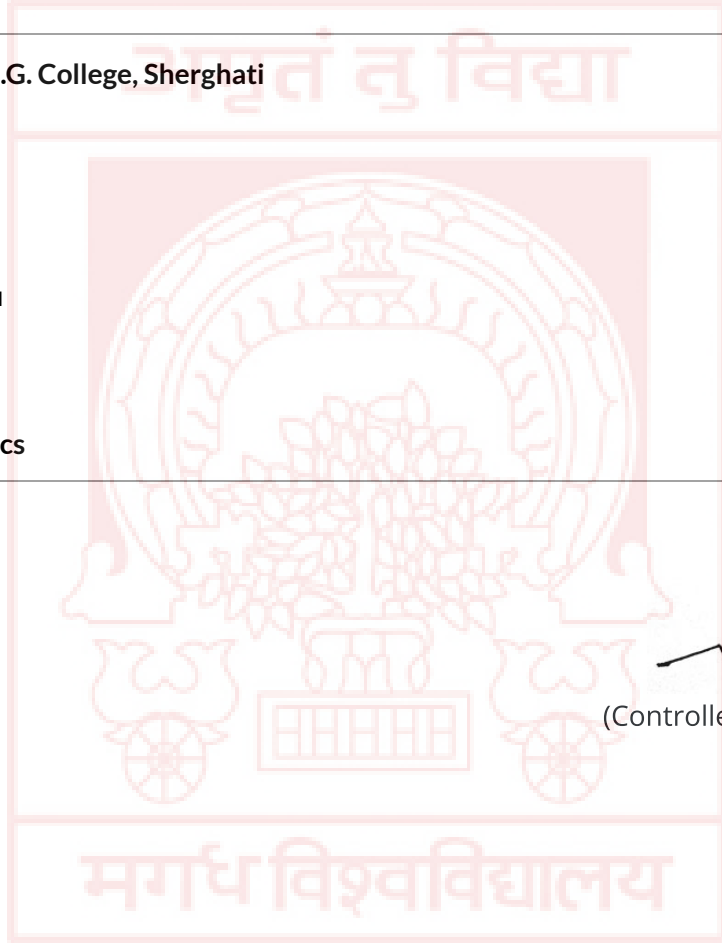 अमृतं तु विद्या
.G. College, Sherghati
cs
(Controlle
मगध विश्वविद्यालय